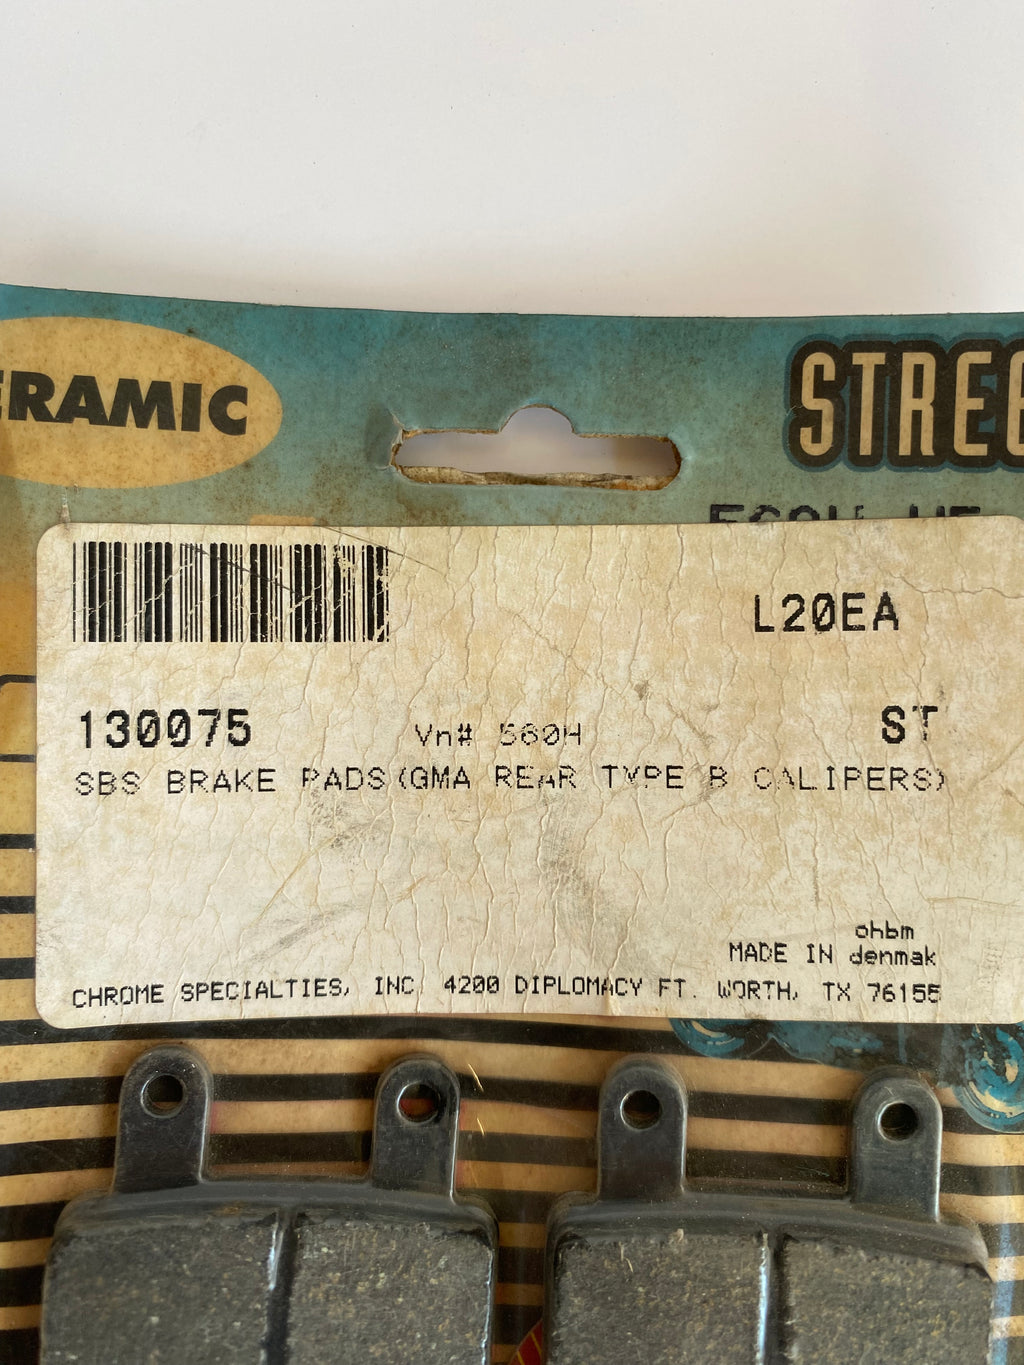 ERAMIC
STREE
L20EA
130075
Vn# 560H
ST
SBS BRAKE PADS(GMA REAR TYPE B CALIPERS)
ohbm
MADE IN denmak
CHROME SPECIALTIES, INC. 4200 DIPLOMACY FT. WORTH, TX 76155